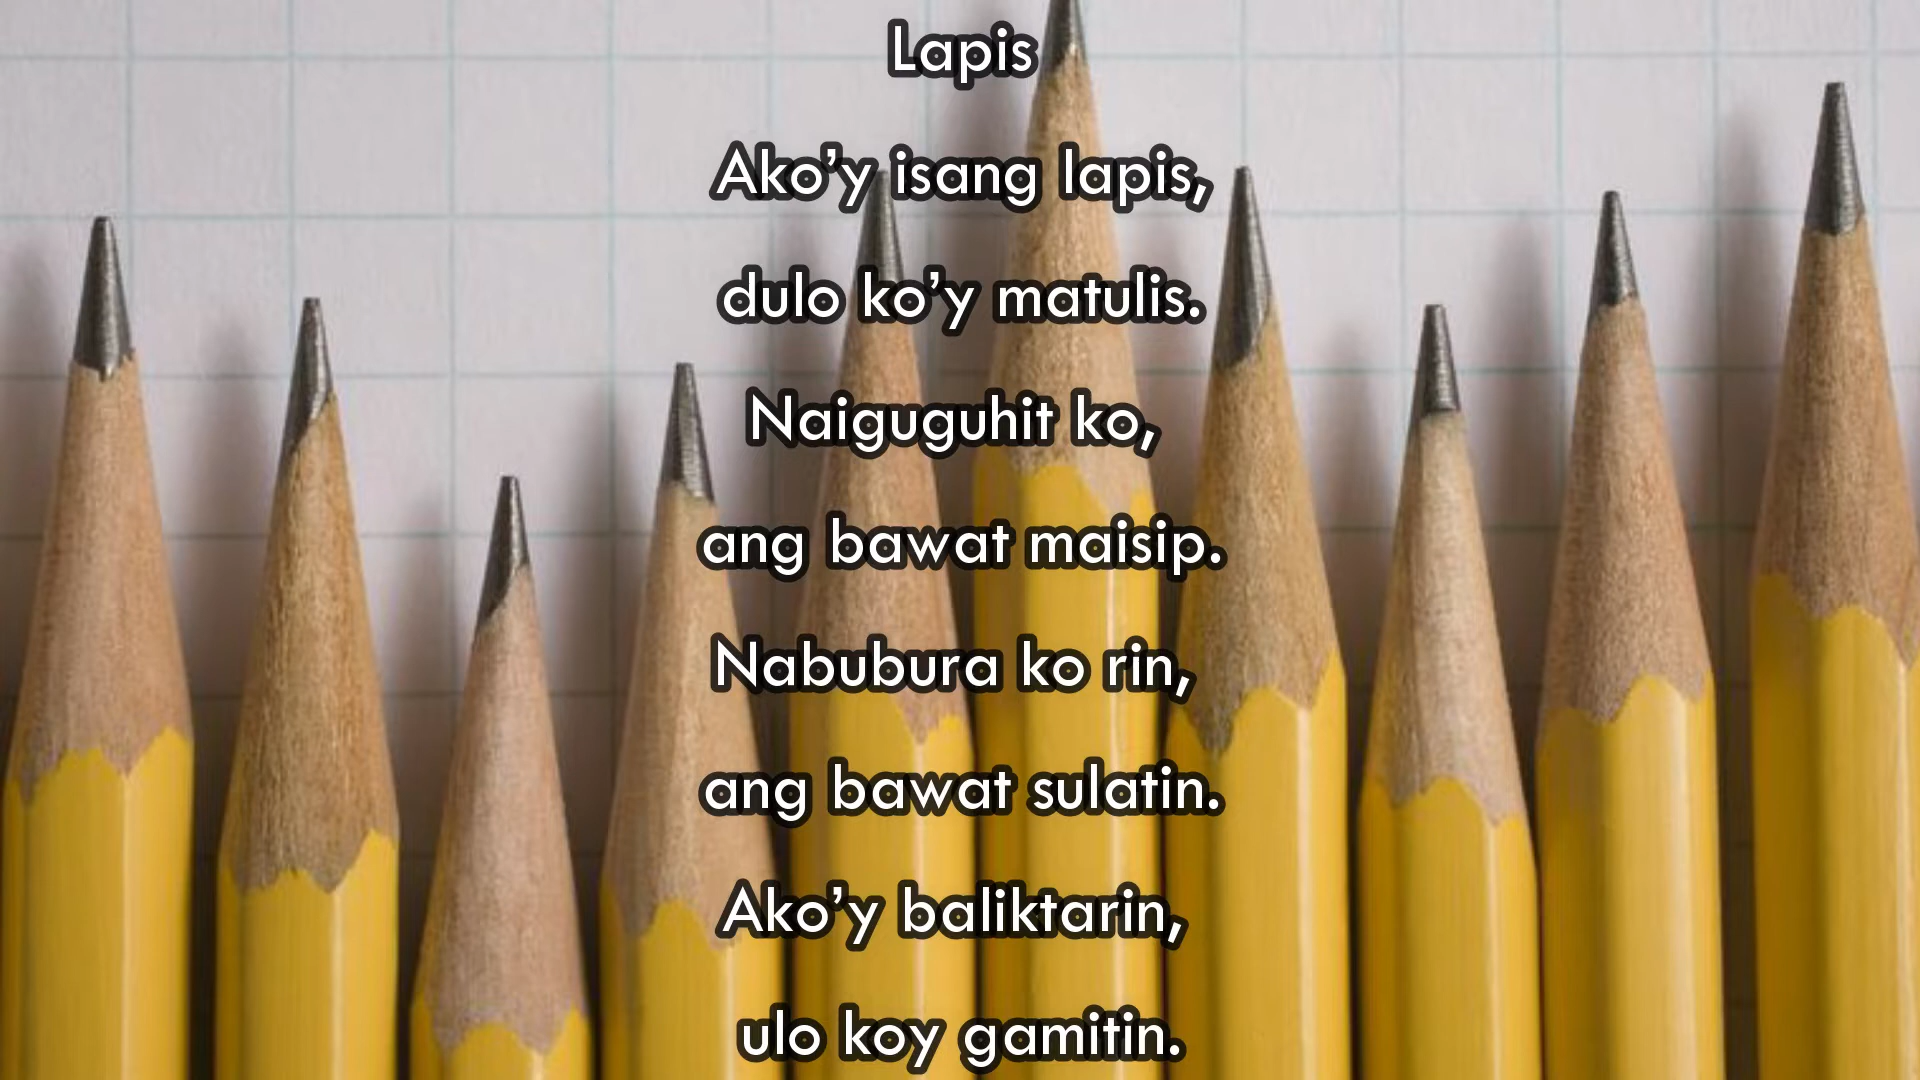 Lapis
Ako’y isang lapis,
dulo ko’y matulis.
Naiguguhit ko,
ang bawat maisip.
Nabubura ko rin,
ang bawat sulatin.
Ako’y baliktarin,
ulo koy gamitin.